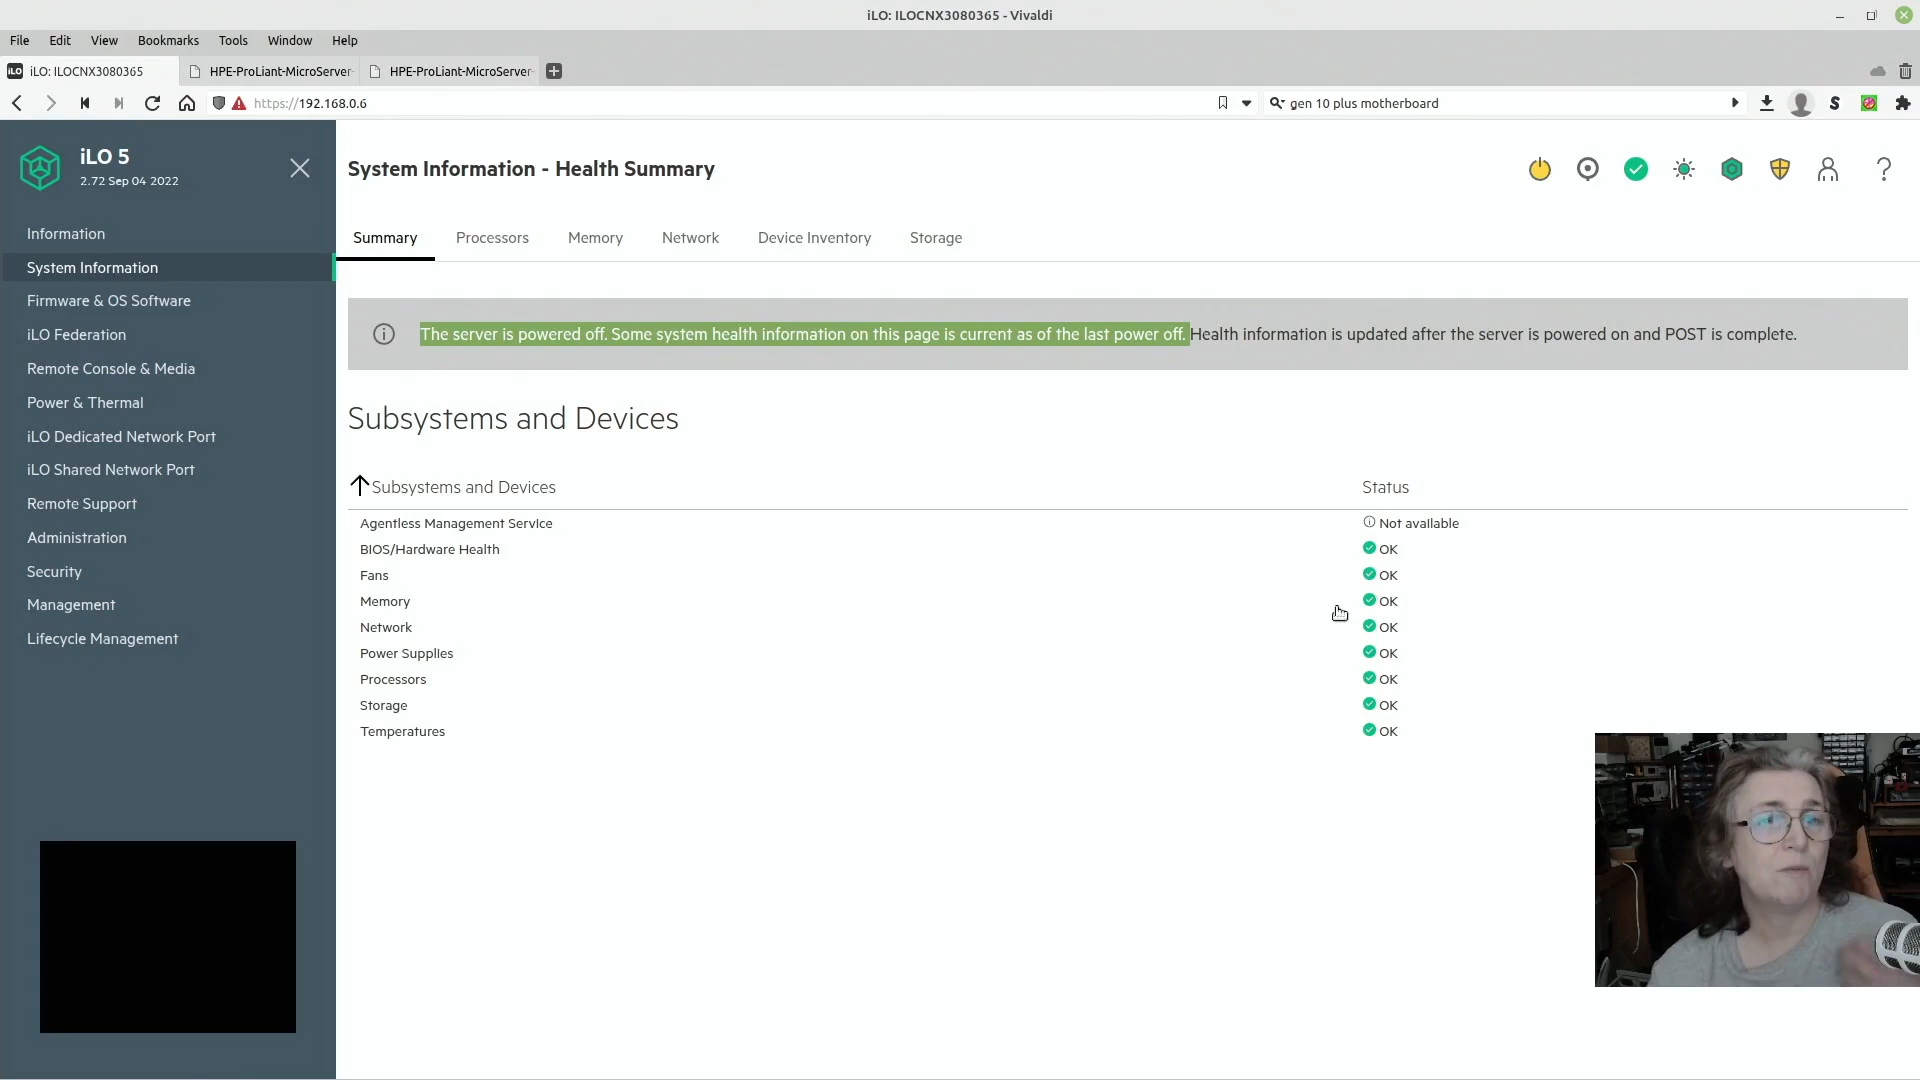 iLO: ILOCNX3080365 - Vivaldi
File Edit View Bookmarks Tools Window Help
iLO iLO: ILOCNX3080365 HPE-ProLiant-MicroServer- HPE-ProLiant-MicroServer-
https://192.168.0.6 gen 10 plus motherboard S
iLO 5
2.72 Sep 04 2022
Information
System Information
Firmware & OS Software
iLO Federation
Remote Console & Media
Power & Thermal
iLO Dedicated Network Port
iLO Shared Network Port
Remote Support
Administration
Security
Management
Lifecycle Management
System Information - Health Summary
?
Summary Processors Memory Network Device Inventory Storage
The server is powered off. Some system health information on this page is current as of the last power off. Health information is updated after the server is powered on and POST is complete.
Subsystems and Devices
Subsystems and Devices Status
Agentless Management Service Not available
BIOS/Hardware Health OK
Fans OK
Memory OK
Network OK
Power Supplies OK
Processors OK
Storage OK
Temperatures OK